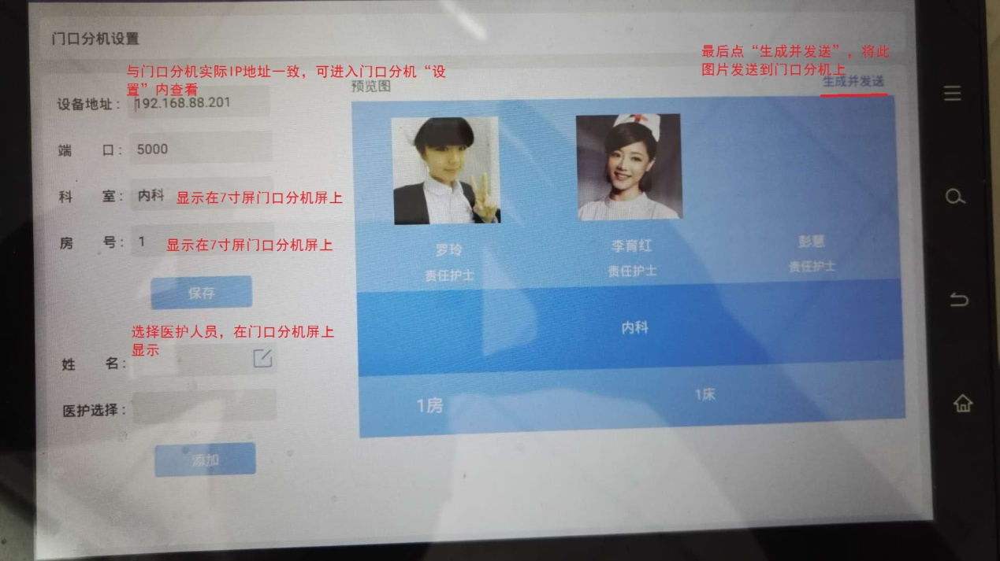 门口分机设置
与门口分机实际IP地址一致，可进入门口分机“设
置”内查看
设备地址：192.168.88.201
端 口：5000
科 室：内科
显示在7寸屏门口分机屏上
房 号：1
显示在7寸屏门口分机屏上
保存
选择医护人员，在门口分机屏上
显示
姓 名：
医护选择：
添加
最后点“生成并发送”，将此
图片发送到门口分机上
预览图
生成并发送
罗玲
李育红
彭慧
责任护士
责任护士
责任护士
内科
1房
1床